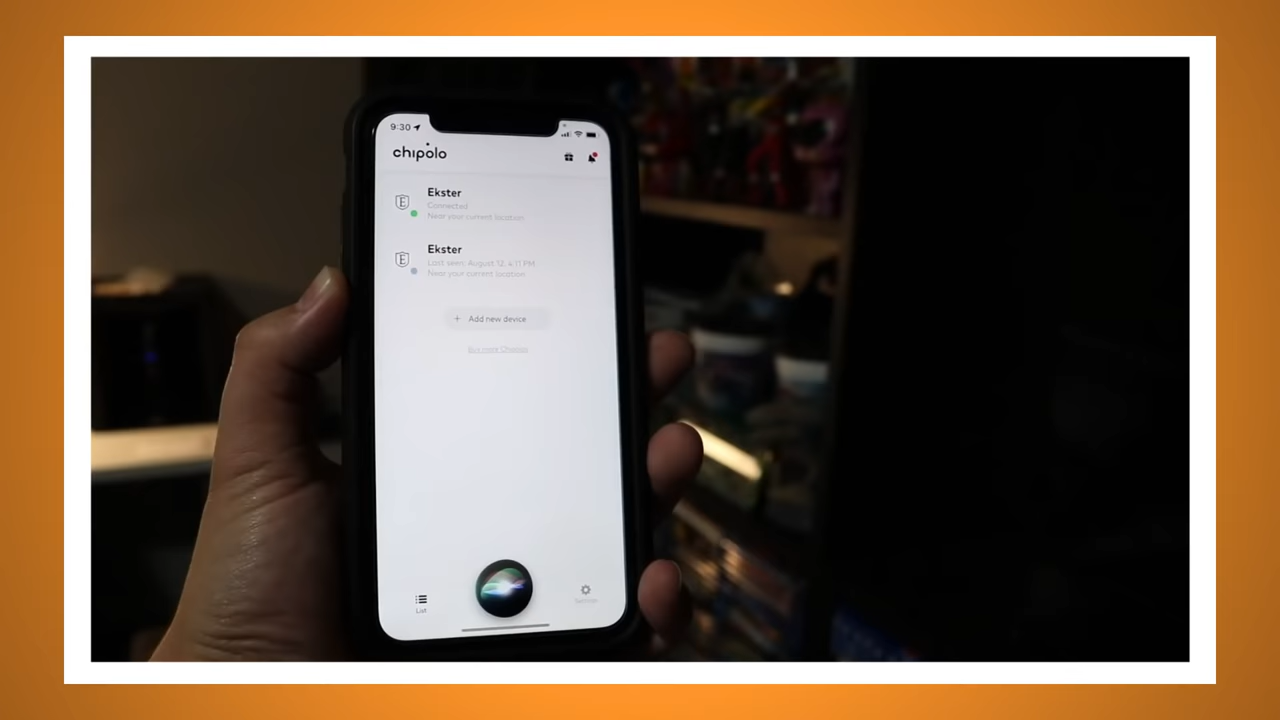 9:30
chipolo
Ekster
Connected
Near your current location
Ekster
Last seen: August 12, 4:11 PM
Near your current location
+ Add new device
Buy more Chipolos
List
Settings